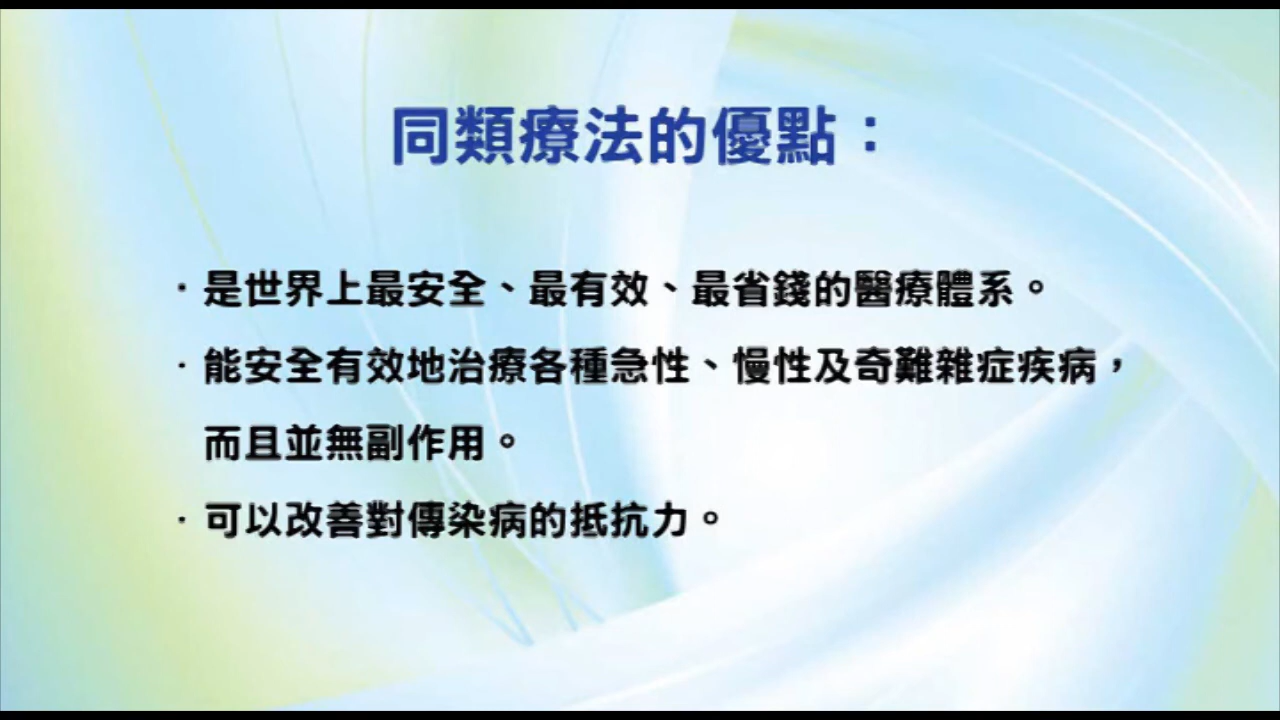 同類療法的優點：
·是世界上最安全、最有效、最省錢的醫療體系。
·能安全有效地治療各種急性、慢性及奇難雜症疾病，
而且並無副作用。
·可以改善對傳染病的抵抗力。